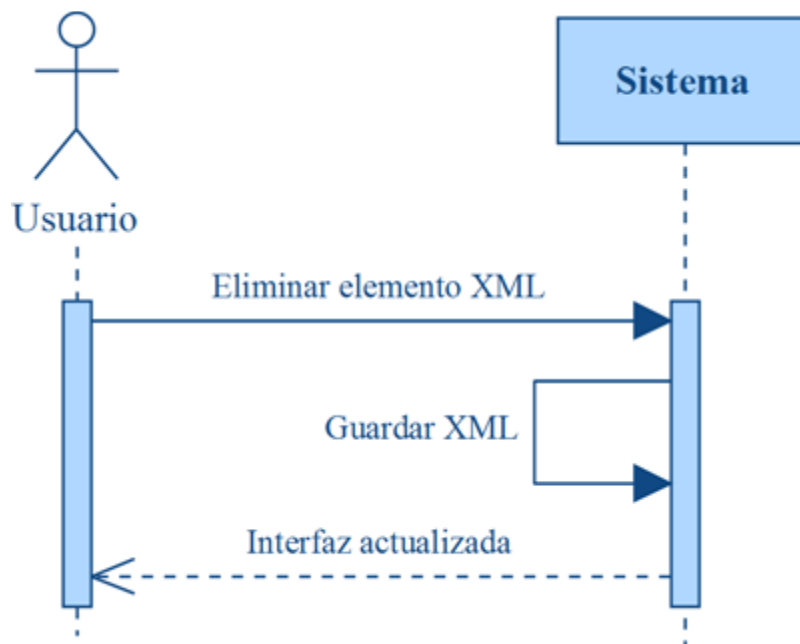 Sistema
Usuario
Eliminar elemento XML
Guardar XML
Interfaz actualizada